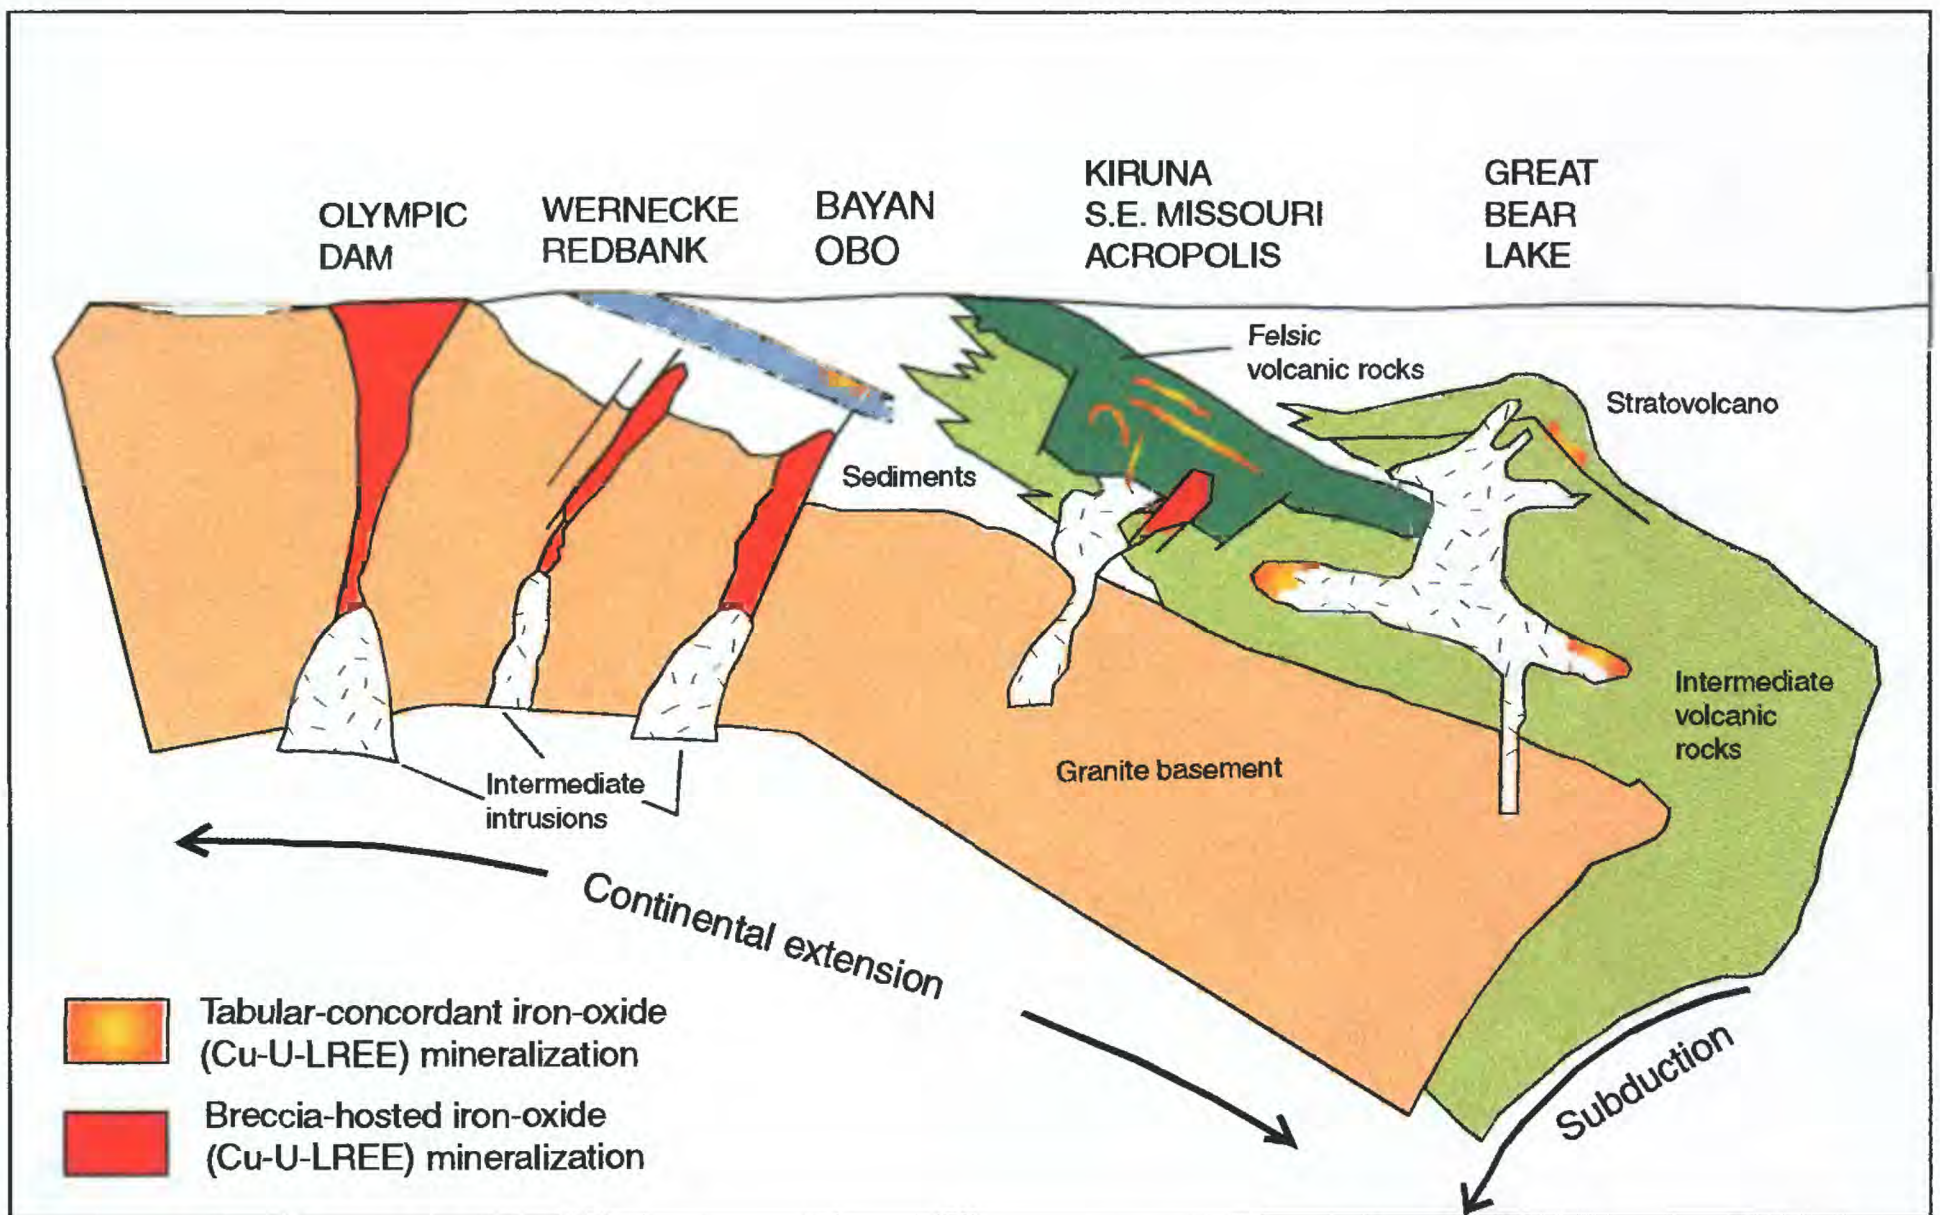 OLYMPIC
DAM
WERNECKE
REDBANK
BAYAN
OBO
KIRUNA
S.E. MISSOURI
ACROPOLIS
GREAT
BEAR
LAKE
Felsic
volcanic rocks
Stratovolcano
Sediments
Intermediate
volcanic
rocks
Granite basement
Intermediate
intrusions
Continental extension
Subduction
Tabular-concordant iron-oxide
(Cu-U-LREE) mineralization
Breccia-hosted iron-oxide
(Cu-U-LREE) mineralization